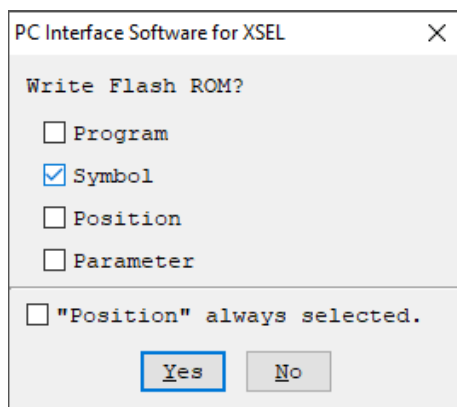 PC Interface Software for XSEL
Write Flash ROM?
Program
Symbol
Position
Parameter
"Position" always selected.
Yes No